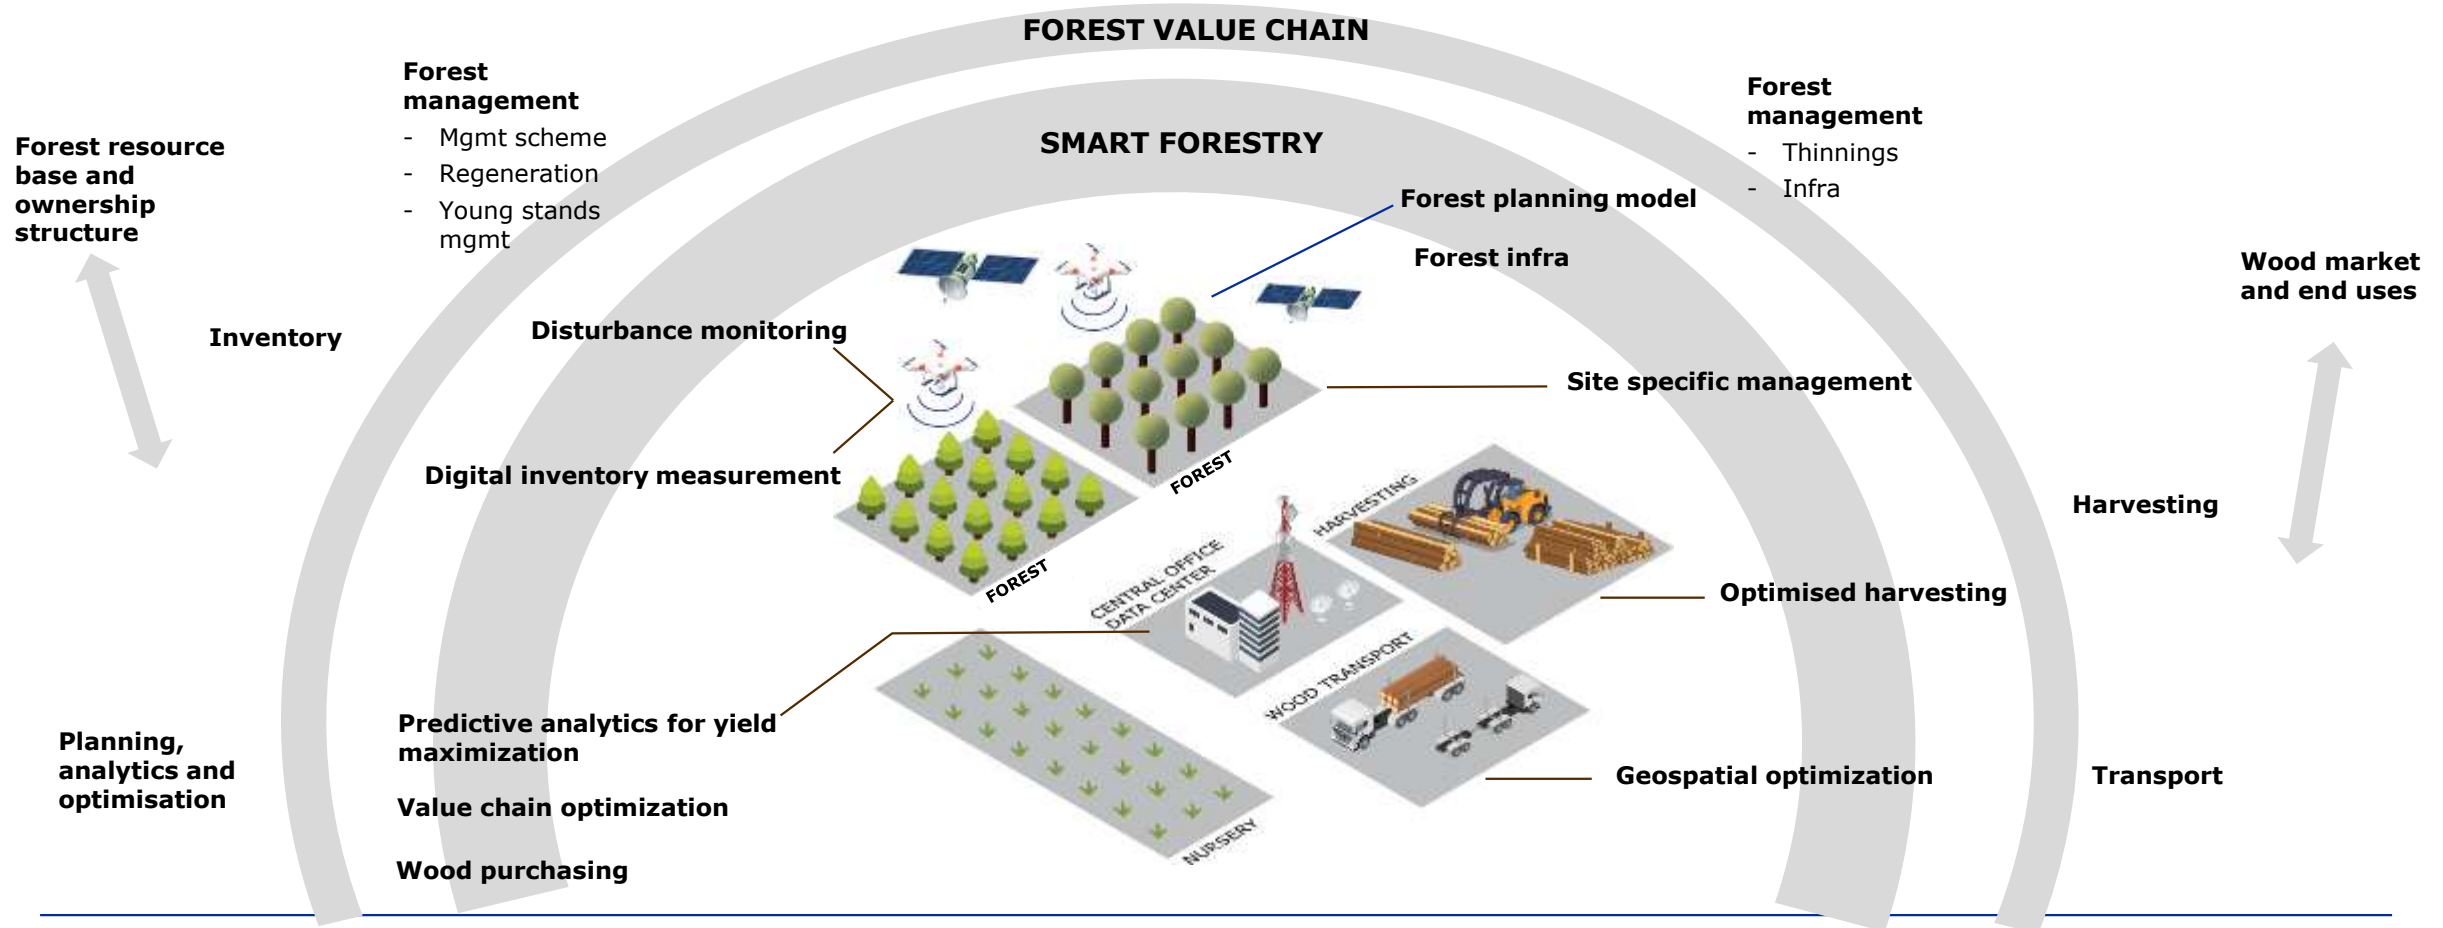 FOREST VALUE CHAIN
SMART FORESTRY
Forest resource
base and
ownership
structure
Forest
management
- Mgmt scheme
- Regeneration
- Young stands
mgmt
Inventory
Planning,
analytics and
optimisation
Disturbance monitoring
Digital inventory measurement
Predictive analytics for yield
maximization
Value chain optimization
Wood purchasing
FOREST
FOREST
CENTRAL OFFICE
DATA CENTER
HARVESTING
WOOD TRANSPORT
NURSERY
Forest planning model
Forest infra
Site specific management
Optimised harvesting
Geospatial optimization
Forest
management
- Thinnings
- Infra
Wood market
and end uses
Harvesting
Transport